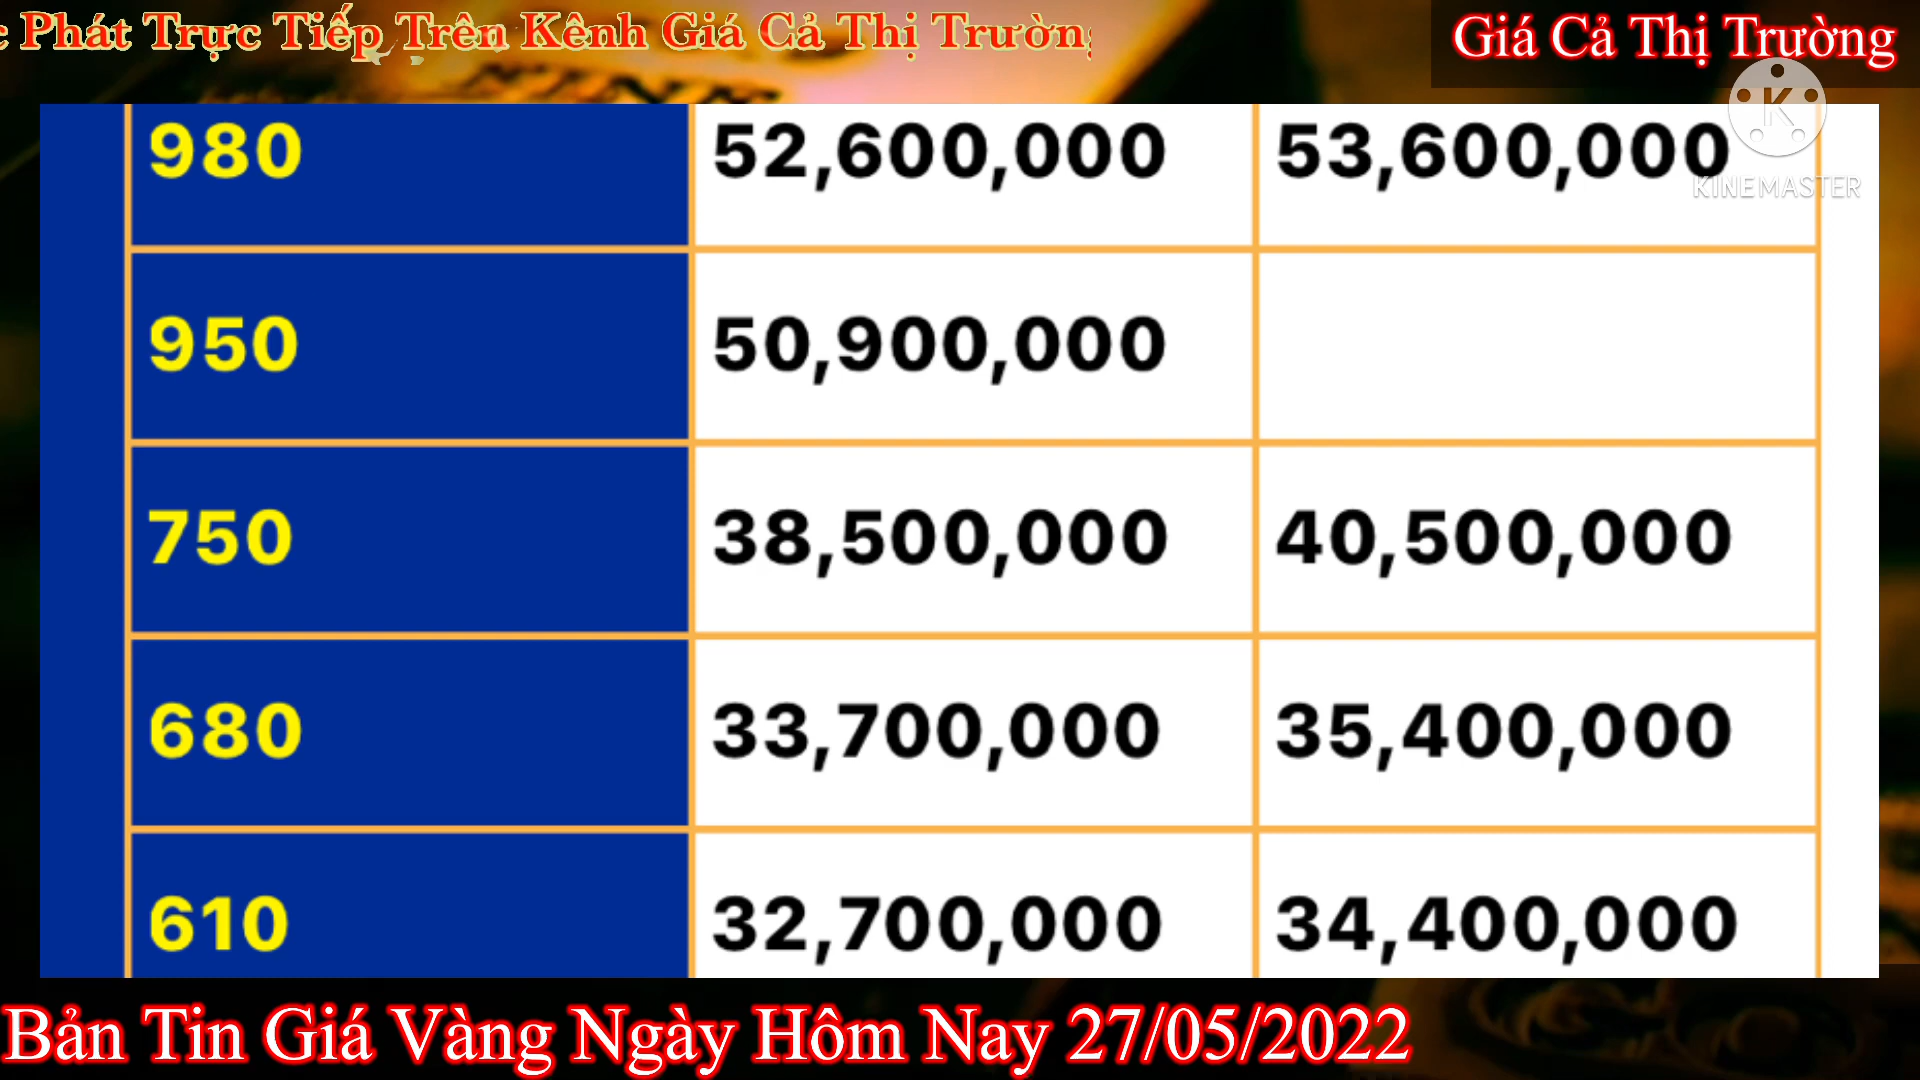 Phát Trực Tiếp Trên Kênh Giá Cả Thị Trường
Giá Cả Thị Trường
K
KINEMASTER
980 52,600,000 53,600,000
950 50,900,000
750 38,500,000 40,500,000
680 33,700,000 35,400,000
610 32,700,000 34,400,000
Bản Tin Giá Vàng Ngày Hôm Nay 27/05/2022